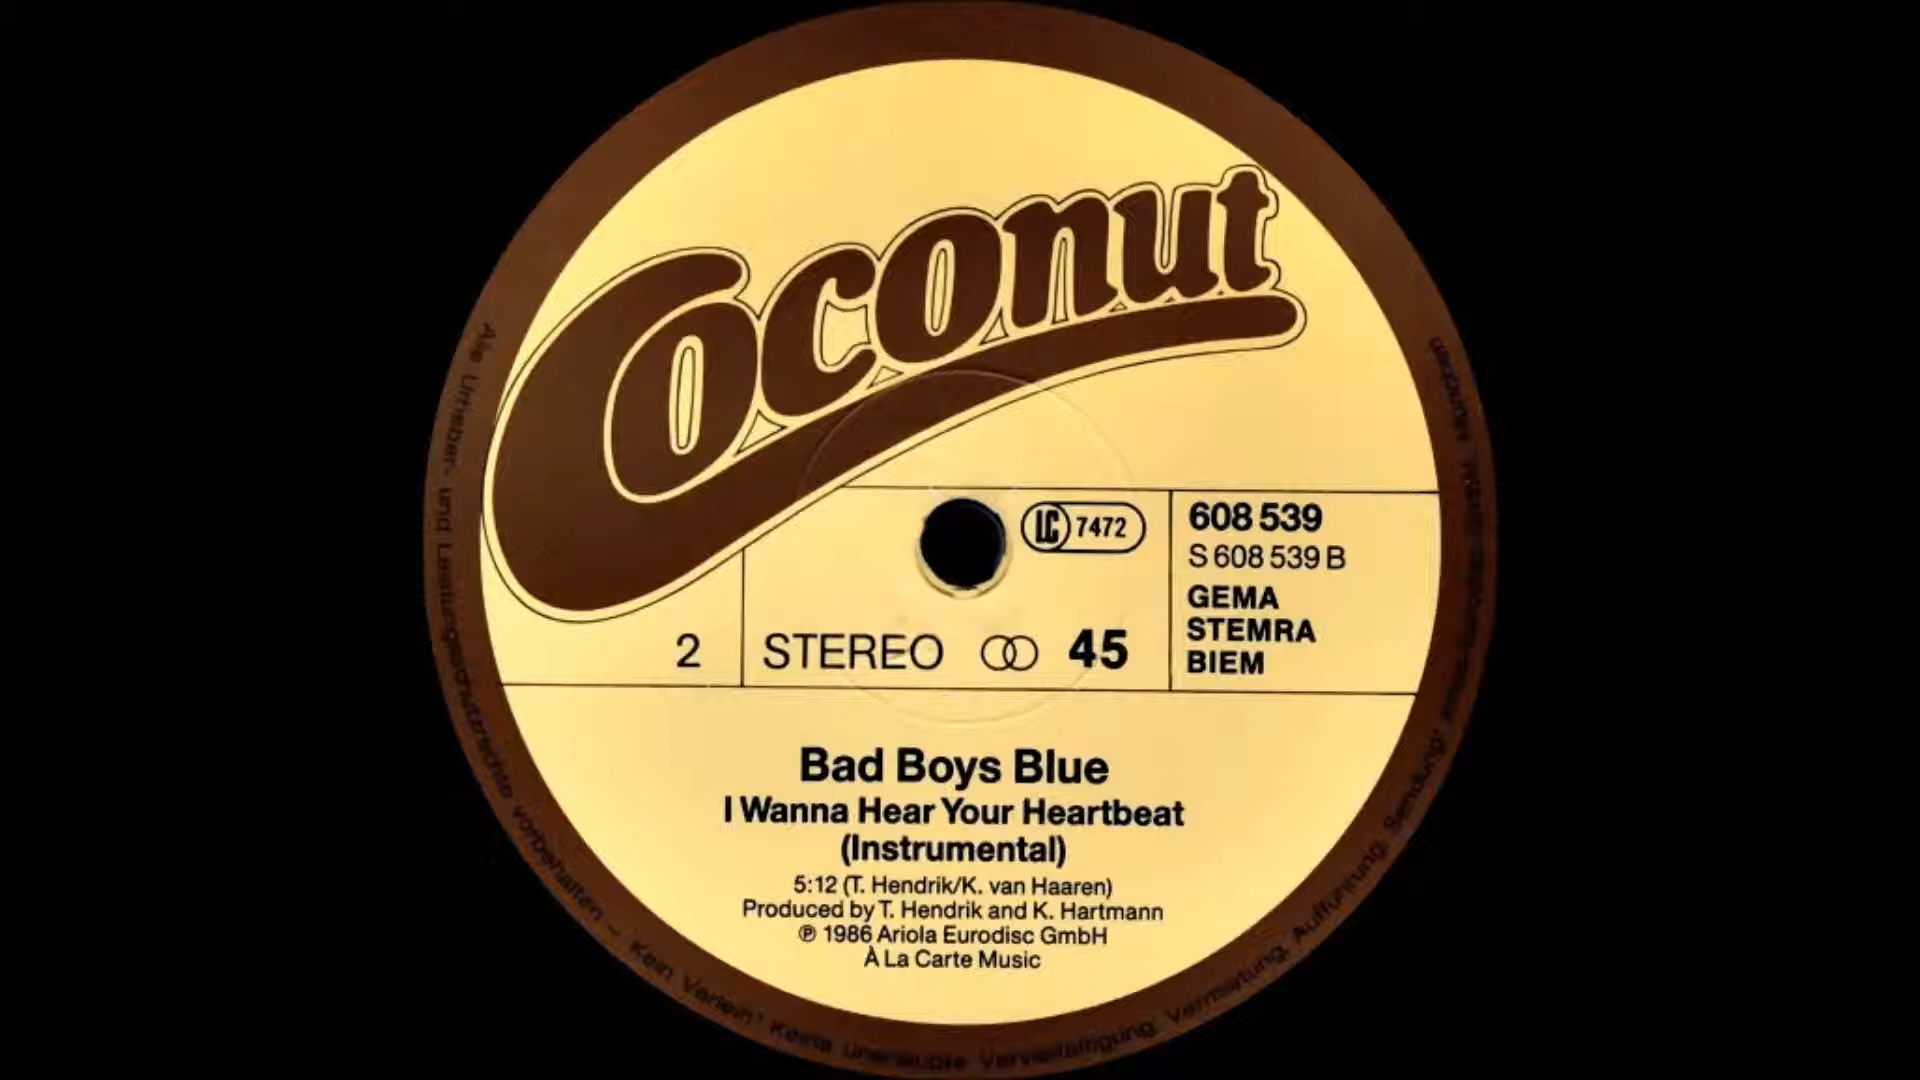 Coconut
LC 7472
608 539
S 608 539 B
GEMA
STEMRA
BIEM
2
STEREO
45
Bad Boys Blue
I Wanna Hear Your Heartbeat
(Instrumental)
5:12 (T. Hendrik/K. van Haaren)
Produced by T. Hendrik and K. Hartmann
℗ 1986 Ariola Eurodisc GmbH
À La Carte Music
Alle Urheber- und Leistungsschutzrechte vorbehalten – Kein Verleih! Keine unerlaubte Vervielfältigung, Vermietung, Aufführung, Sendung!